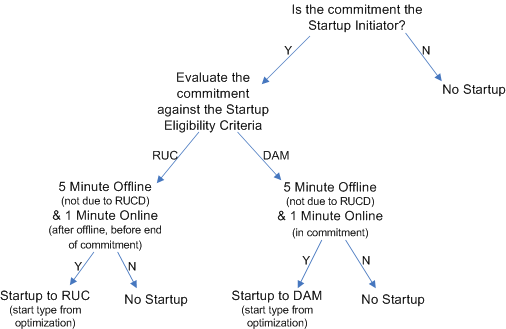 Is the commitment the
Startup Initiator?
Y
N
Evaluate the
commitment
against the Startup
Eligibility Criteria
No Startup
RUC
DAM
5 Minute Offline
(not due to RUCD)
& 1 Minute Online
(after offline, before end
of commitment)
5 Minute Offline
(not due to RUCD)
& 1 Minute Online
(in commitment)
Y
N
Y
N
Startup to RUC
(start type from
optimization)
No Startup
Startup to DAM
(start type from
optimization)
No Startup